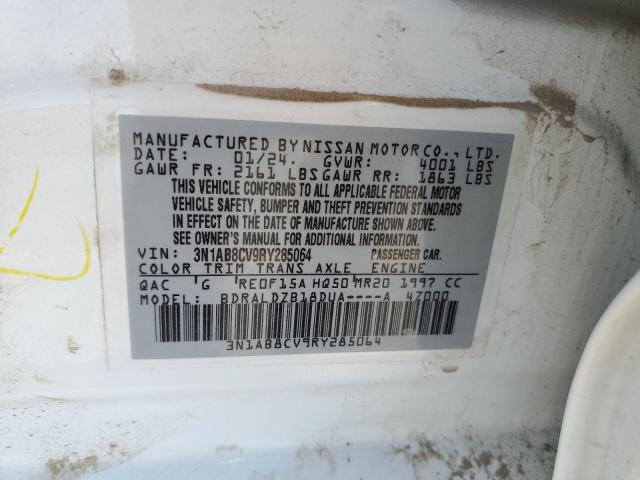 MANUFACTURED BY NISSAN MOTOR CO., LTD.
DATE: 01/24. GVWR: 4001 LBS
GAWR FR: 2161 LBS GAWR RR: 1863 LBS
THIS VEHICLE CONFORMS TO ALL APPLICABLE FEDERAL MOTOR
VEHICLE SAFETY, BUMPER AND THEFT PREVENTION STANDARDS
IN EFFECT ON THE DATE OF MANUFACTURE SHOWN ABOVE.
SEE OWNER'S MANUAL FOR ADDITIONAL INFORMATION.
VIN: 3N1AB8CV9RY285064 PASSENGER CAR.
COLOR TRIM TRANS AXLE ENGINE
QAC G RE0F15A HQ50 MR20 1997 CC
MODEL: BDRALDZB18DUA----A 4Z000
3N1AB8CV9RY285064